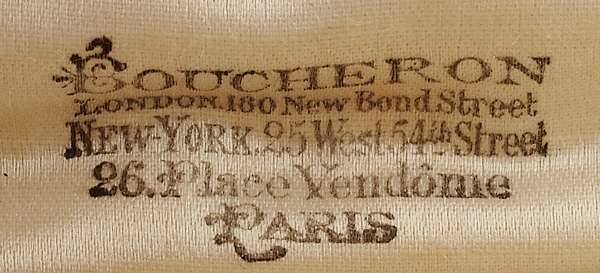 BOUCHERON
LONDON.180 New Bond Street
NEW-YORK.25 West.54th Street
26.Place Vendôme
PARIS